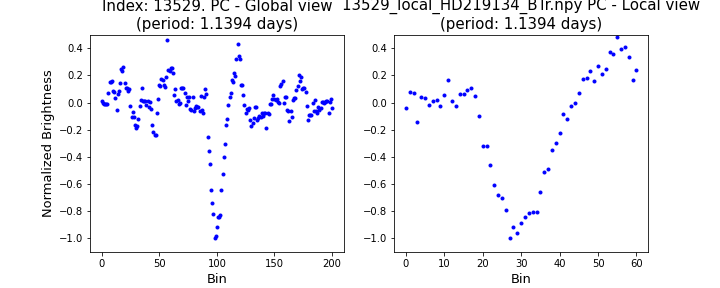 Index: 13529. PC - Global view
(period: 1.1394 days)
13529_local_HD219134_BTr.npy PC - Local view
(period: 1.1394 days)
Normalized Brightness
0.4
0.2
0.0
−0.2
−0.4
−0.6
−0.8
−1.0
0 50 100 150 200
Bin
0.4
0.2
0.0
−0.2
−0.4
−0.6
−0.8
−1.0
0 10 20 30 40 50 60
Bin